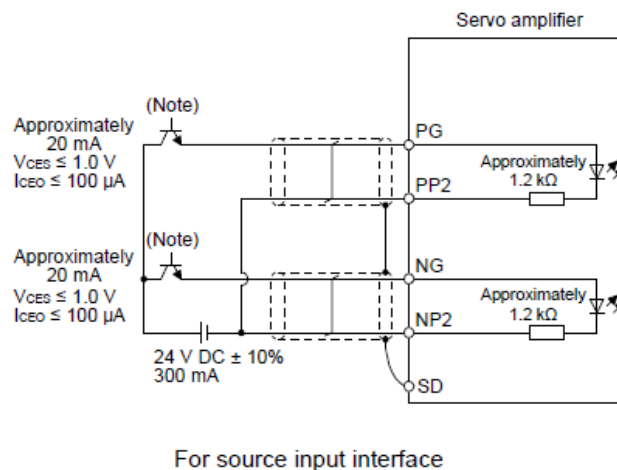 Servo amplifier
(Note)
Approximately
20 mA
VCES ≤ 1.0 V
ICEO ≤ 100 μA
PG
Approximately
1.2 kΩ
PP2
(Note)
Approximately
20 mA
VCES ≤ 1.0 V
ICEO ≤ 100 μA
NG
Approximately
1.2 kΩ
NP2
24 V DC ± 10%
300 mA
SD
For source input interface